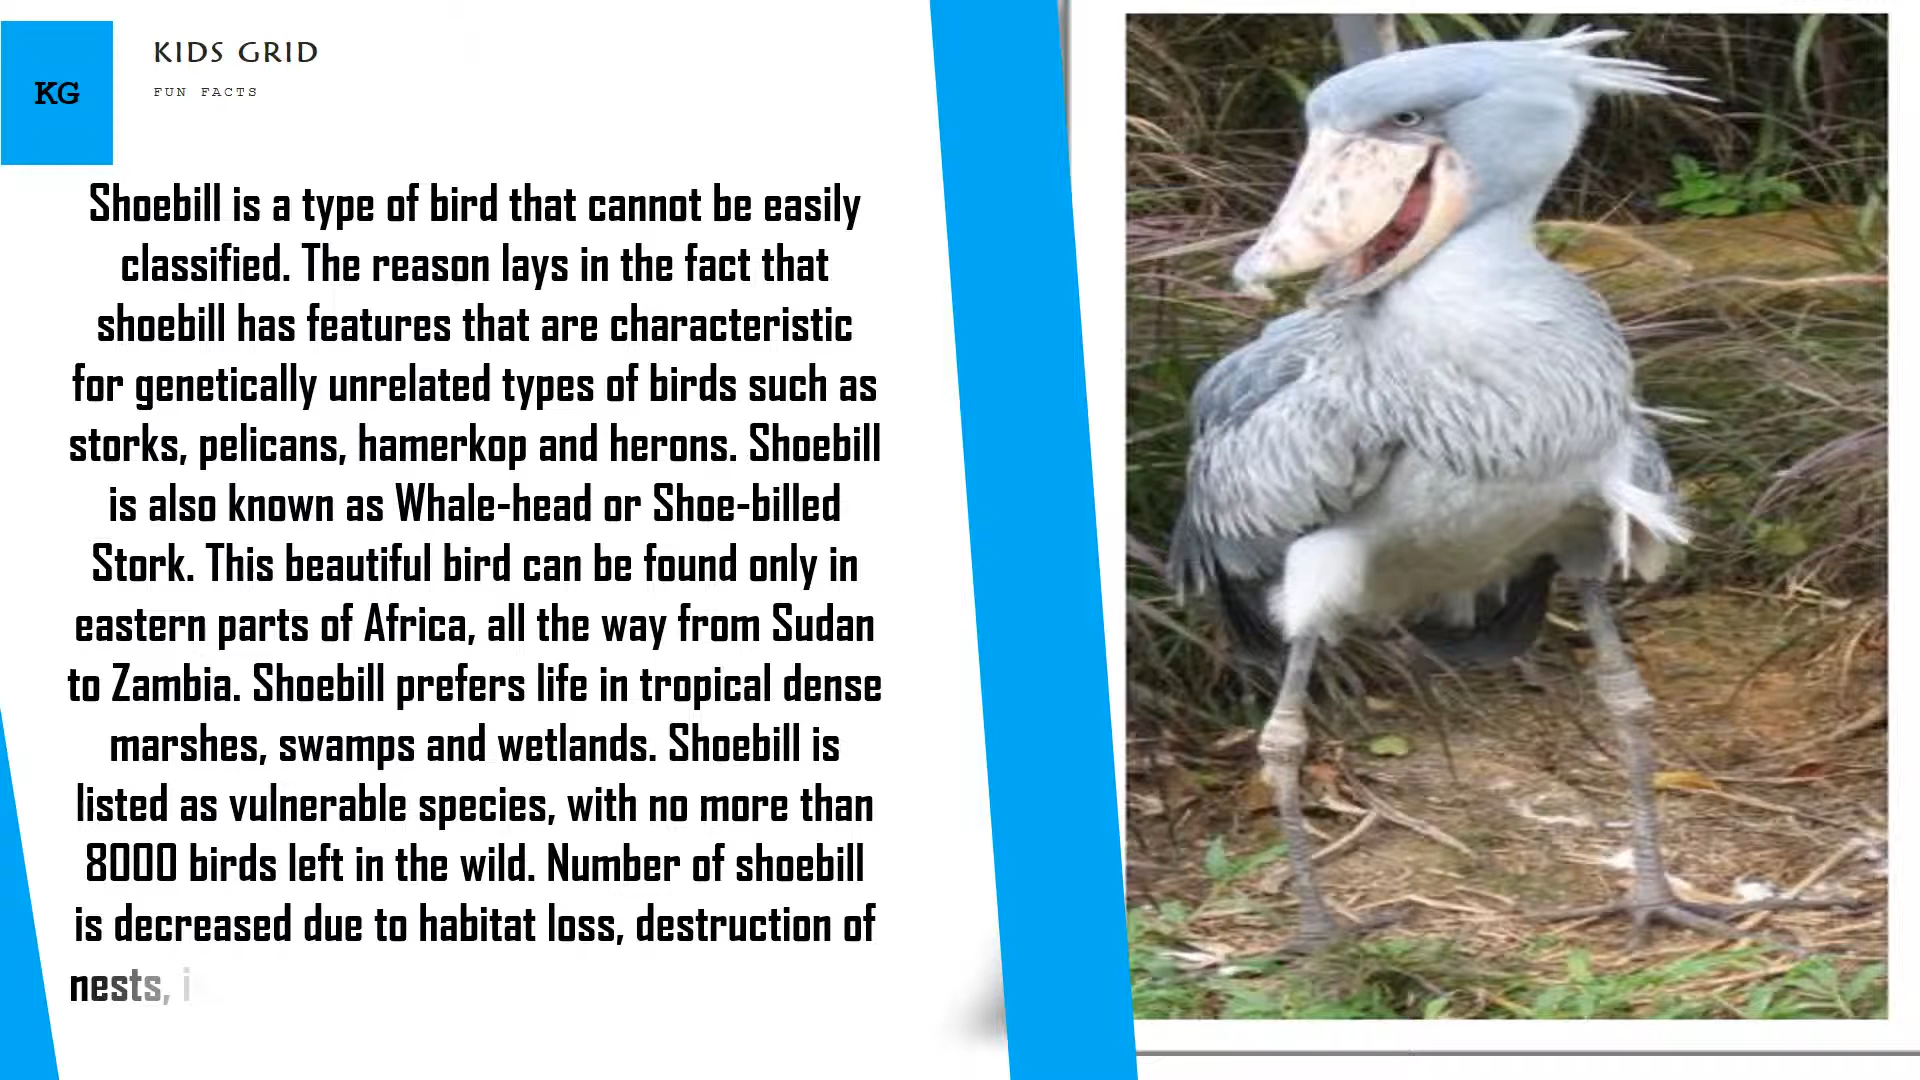 KG
KIDS GRID
FUN FACTS
Shoebill is a type of bird that cannot be easily
classified. The reason lays in the fact that
shoebill has features that are characteristic
for genetically unrelated types of birds such as
storks, pelicans, hamerkop and herons. Shoebill
is also known as Whale-head or Shoe-billed
Stork. This beautiful bird can be found only in
eastern parts of Africa, all the way from Sudan
to Zambia. Shoebill prefers life in tropical dense
marshes, swamps and wetlands. Shoebill is
listed as vulnerable species, with no more than
8000 birds left in the wild. Number of shoebill
is decreased due to habitat loss, destruction of
nests, i